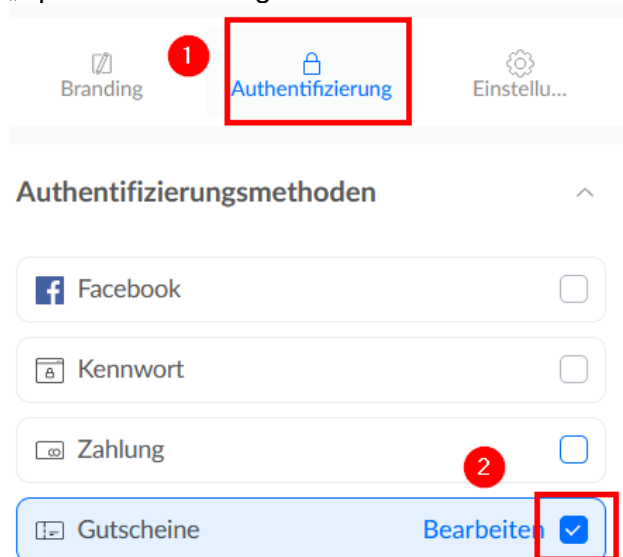 1
Branding
Authentifizierung
Einstellu...
Authentifizierungsmethoden
Facebook
Kennwort
Zahlung
2
Gutscheine Bearbeiten